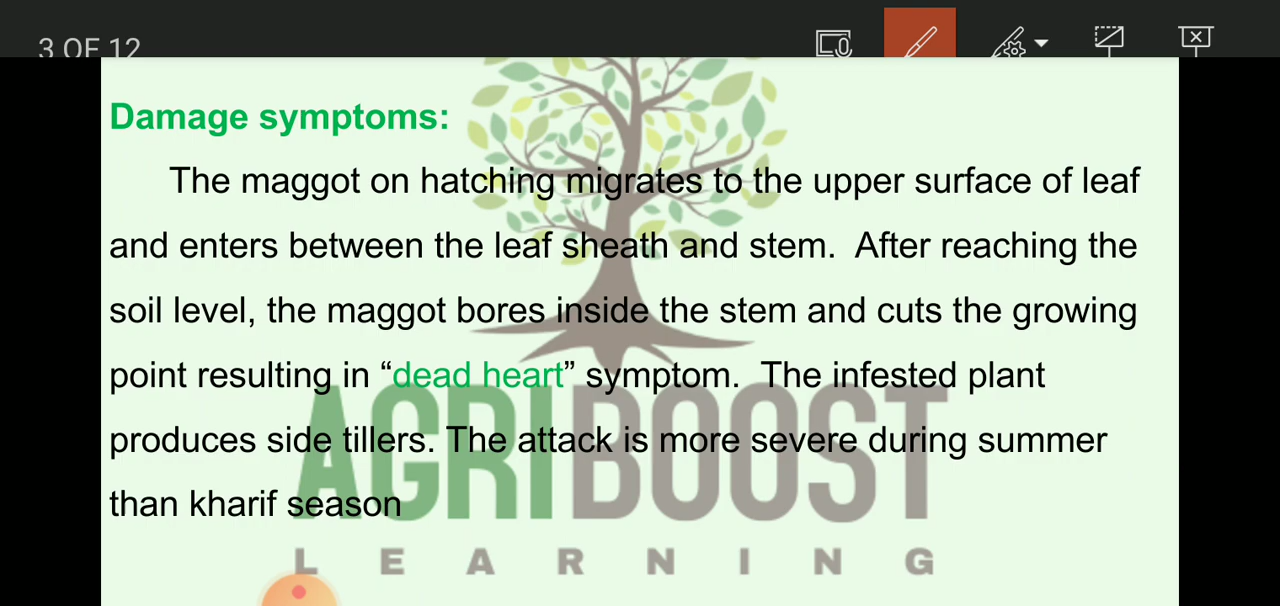 3 OF 12
Damage symptoms:
The maggot on hatching migrates to the upper surface of leaf
and enters between the leaf sheath and stem.  After reaching the
soil level, the maggot bores inside the stem and cuts the growing
point resulting in “dead heart” symptom.  The infested plant
produces side tillers. The attack is more severe during summer
than kharif season
AGRIBOOST
LEARNING